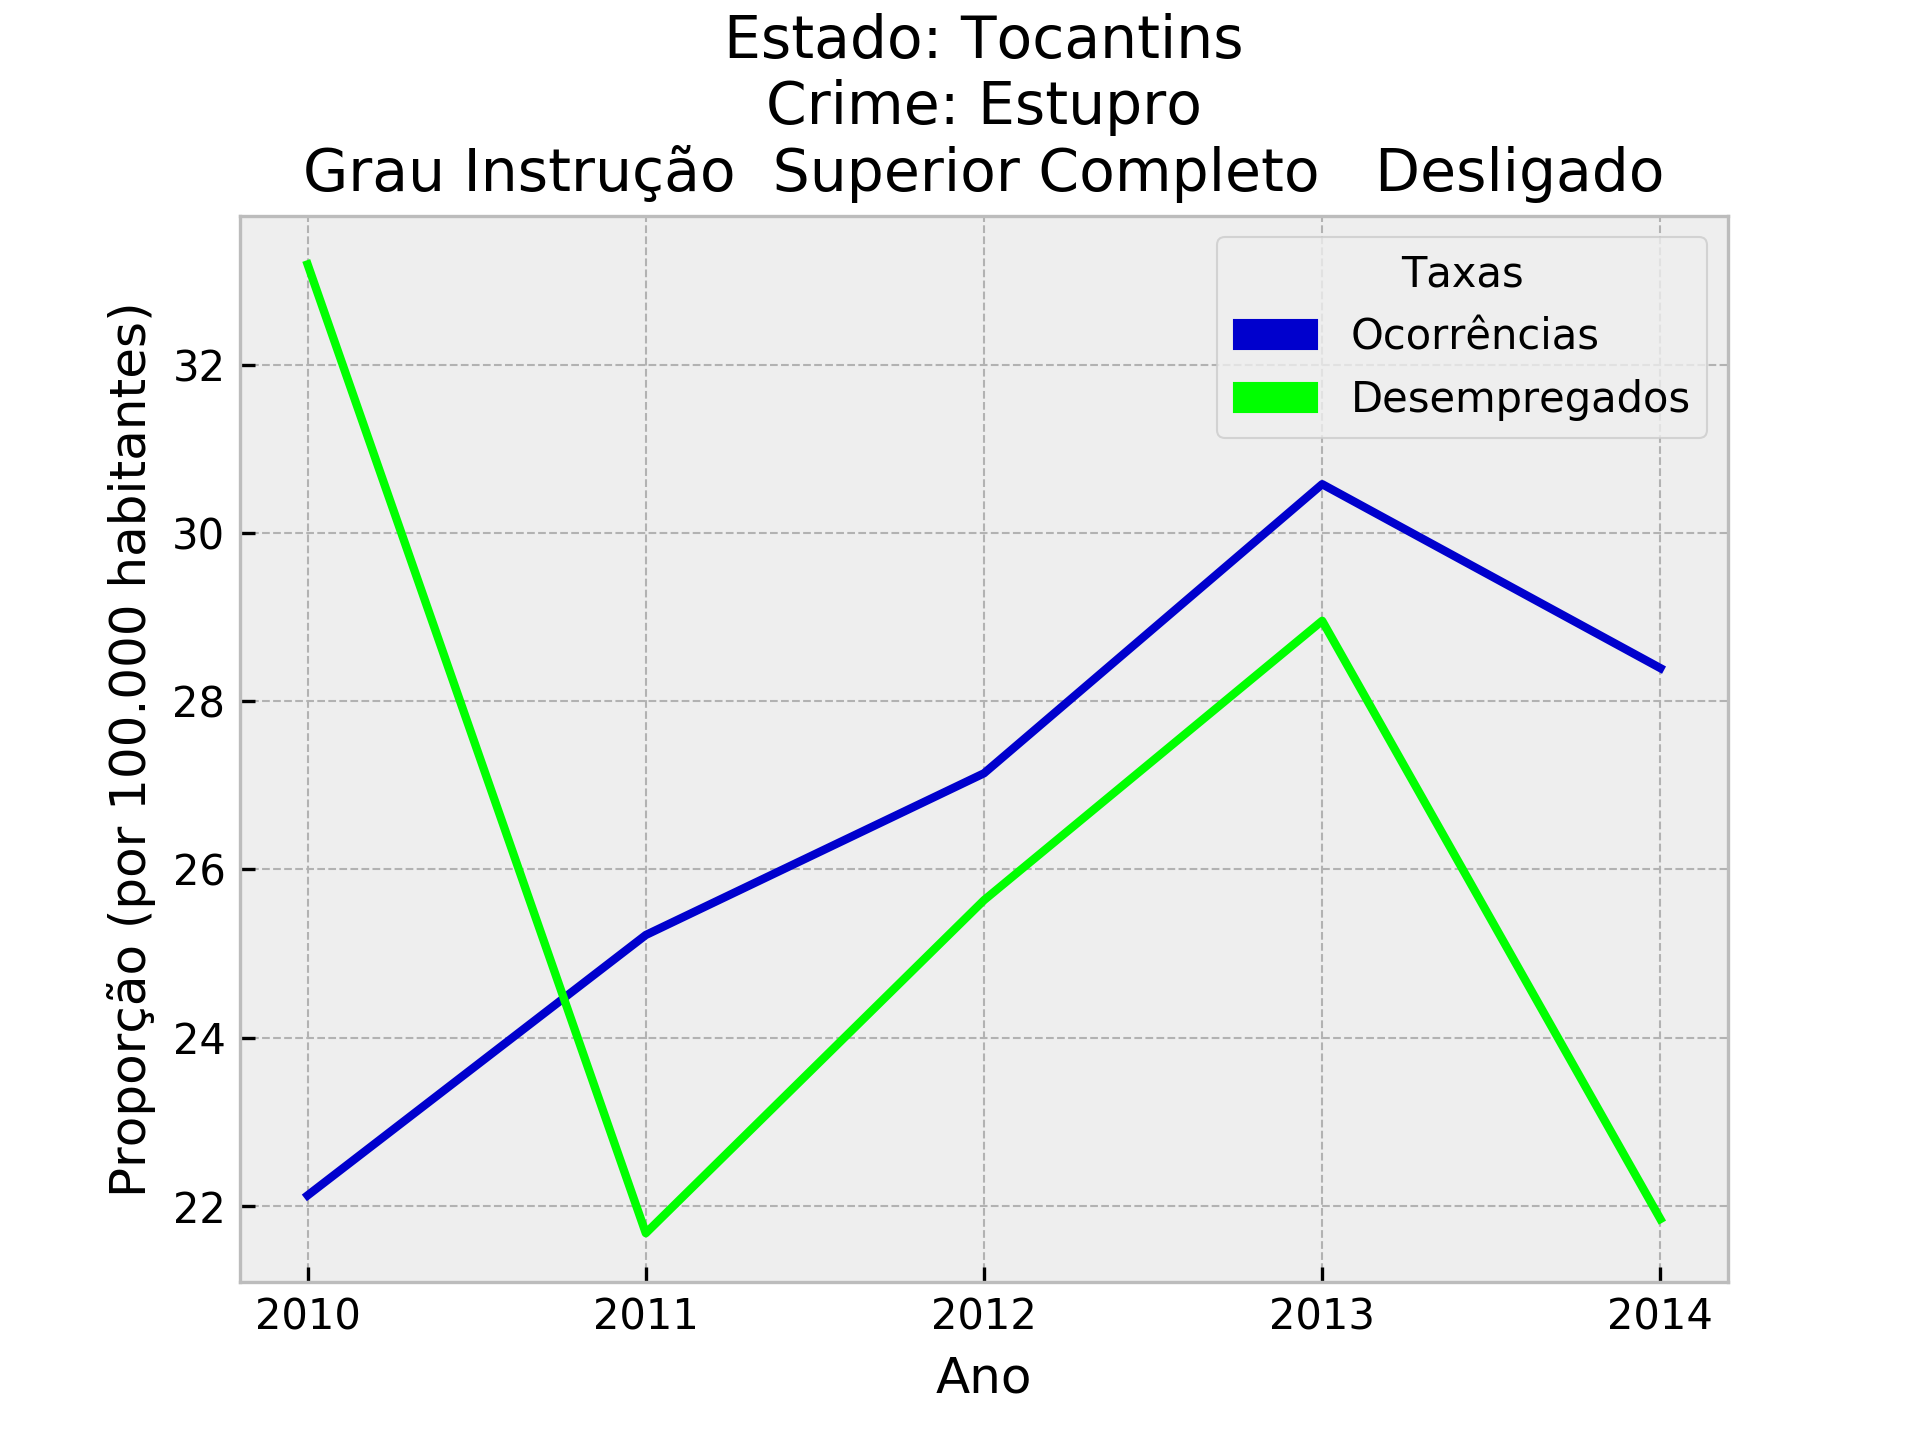 Estado: Tocantins
Crime: Estupro
Grau Instrução  Superior Completo   Desligado
Taxas
Ocorrências
Desempregados
Proporção (por 100.000 habitantes)
32
30
28
26
24
22
2010 2011 2012 2013 2014
Ano